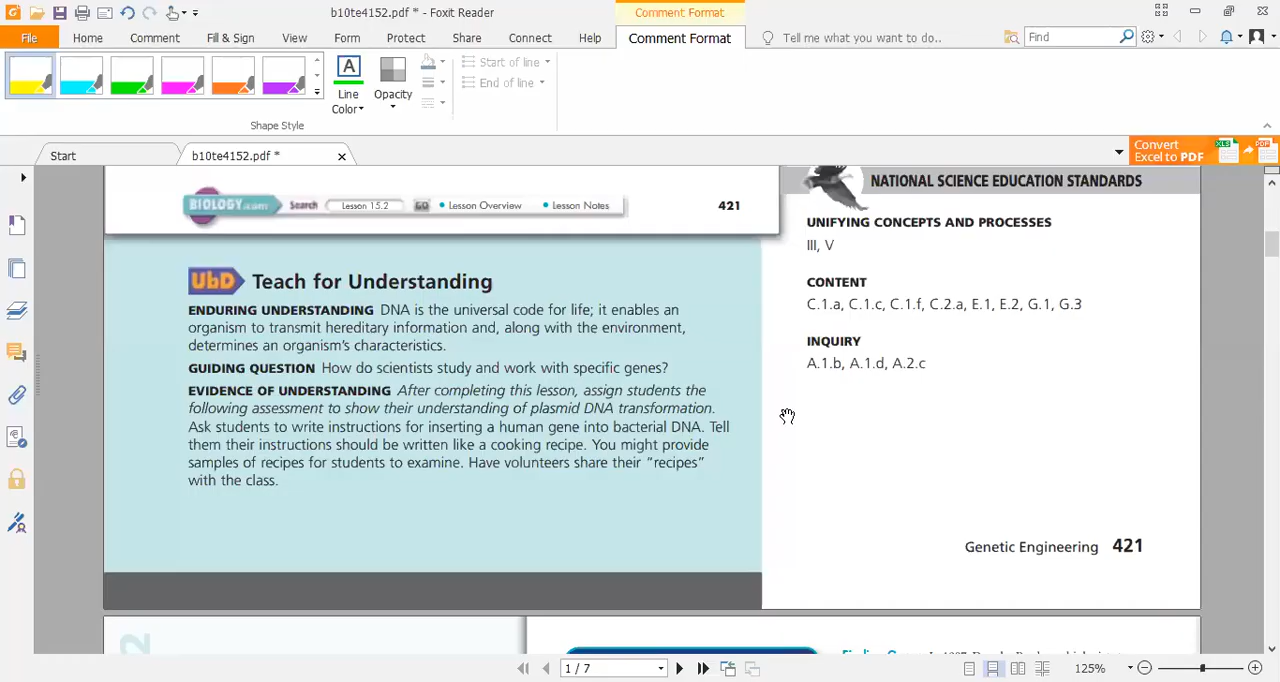 b10te4152.pdf * - Foxit Reader
Comment Format
File
Home
Comment
Fill & Sign
View
Form
Protect
Share
Connect
Help
Comment Format
Tell me what you want to do..
Find
Line
Color
Opacity
Start of line
End of line
Shape Style
Start
b10te4152.pdf *
Convert
Excel to PDF
BIOLOGY.com Search Lesson 15.2 GO • Lesson Overview • Lesson Notes 421
UbD Teach for Understanding
ENDURING UNDERSTANDING DNA is the universal code for life; it enables an
organism to transmit hereditary information and, along with the environment,
determines an organism's characteristics.
GUIDING QUESTION How do scientists study and work with specific genes?
EVIDENCE OF UNDERSTANDING After completing this lesson, assign students the
following assessment to show their understanding of plasmid DNA transformation.
Ask students to write instructions for inserting a human gene into bacterial DNA. Tell
them their instructions should be written like a cooking recipe. You might provide
samples of recipes for students to examine. Have volunteers share their “recipes”
with the class.
NATIONAL SCIENCE EDUCATION STANDARDS
UNIFYING CONCEPTS AND PROCESSES
III, V
CONTENT
C.1.a, C.1.c, C.1.f, C.2.a, E.1, E.2, G.1, G.3
INQUIRY
A.1.b, A.1.d, A.2.c
Genetic Engineering 421
1 / 7
125%